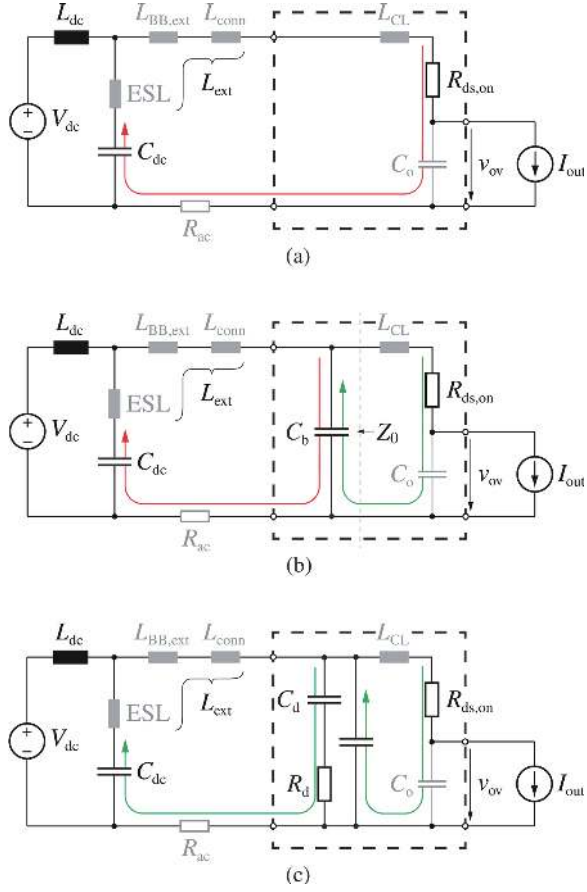 L_dc L_BB,ext L_conn L_CL
ESL L_ext R_ds,on
V_dc + −
C_dc C_o v_ov I_out
R_ac
(a)
L_dc L_BB,ext L_conn L_CL
ESL L_ext R_ds,on
V_dc + − C_b Z_0
C_dc C_o v_ov I_out
R_ac
(b)
L_dc L_BB,ext L_conn L_CL
ESL L_ext C_d R_ds,on
V_dc + −
C_dc R_d C_o v_ov I_out
R_ac
(c)